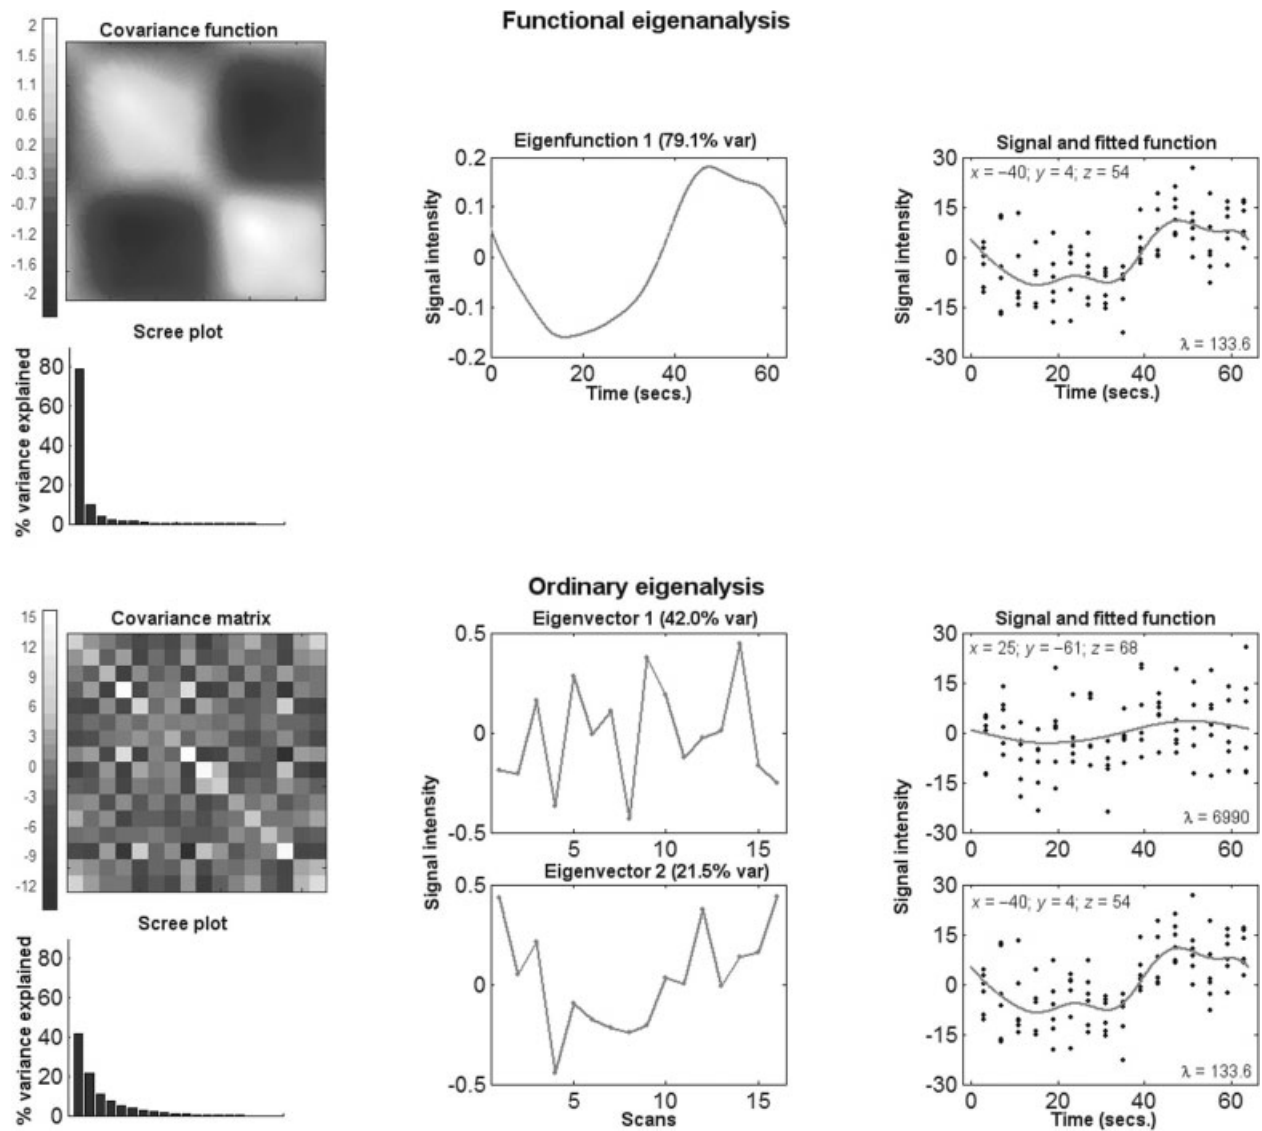 Functional eigenanalysis
Covariance function
2
1.5
1.1
0.6
0.2
-0.3
-0.7
-1.2
-1.6
-2
Scree plot
% variance explained
80
60
40
20
0
Eigenfunction 1 (79.1% var)
Signal intensity
0.2
0.1
0
-0.1
-0.2
0 20 40 60
Time (secs.)
Signal and fitted function
x = −40; y = 4; z = 54
Signal intensity
30
15
0
-15
-30
λ = 133.6
0 20 40 60
Time (secs.)
Ordinary eigenalysis
Covariance matrix
15
12
9
6
3
0
-3
-6
-9
-12
Scree plot
% variance explained
80
60
40
20
0
Eigenvector 1 (42.0% var)
0.5
0
-0.5
5 10 15
Signal intensity
Eigenvector 2 (21.5% var)
0.5
0
-0.5
5 10 15
Scans
Signal and fitted function
x = 25; y = −61; z = 68
30
15
0
-15
-30
λ = 6990
0 20 40 60
Signal intensity
x = −40; y = 4; z = 54
30
15
0
-15
-30
λ = 133.6
0 20 40 60
Time (secs.)